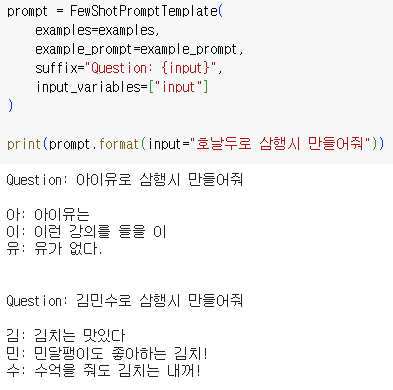 prompt = FewShotPromptTemplate(
    examples=examples,
    example_prompt=example_prompt,
    suffix="Question: {input}",
    input_variables=["input"]
)
print(prompt.format(input="호날두로 삼행시 만들어줘"))
Question: 아이유로 삼행시 만들어줘
아: 아이유는
이: 이런 강의를 들을 이
유: 유가 없다.
Question: 김민수로 삼행시 만들어줘
김: 김치는 맛있다
민: 민달팽이도 좋아하는 김치!
수: 수억을 줘도 김치는 내꺼!